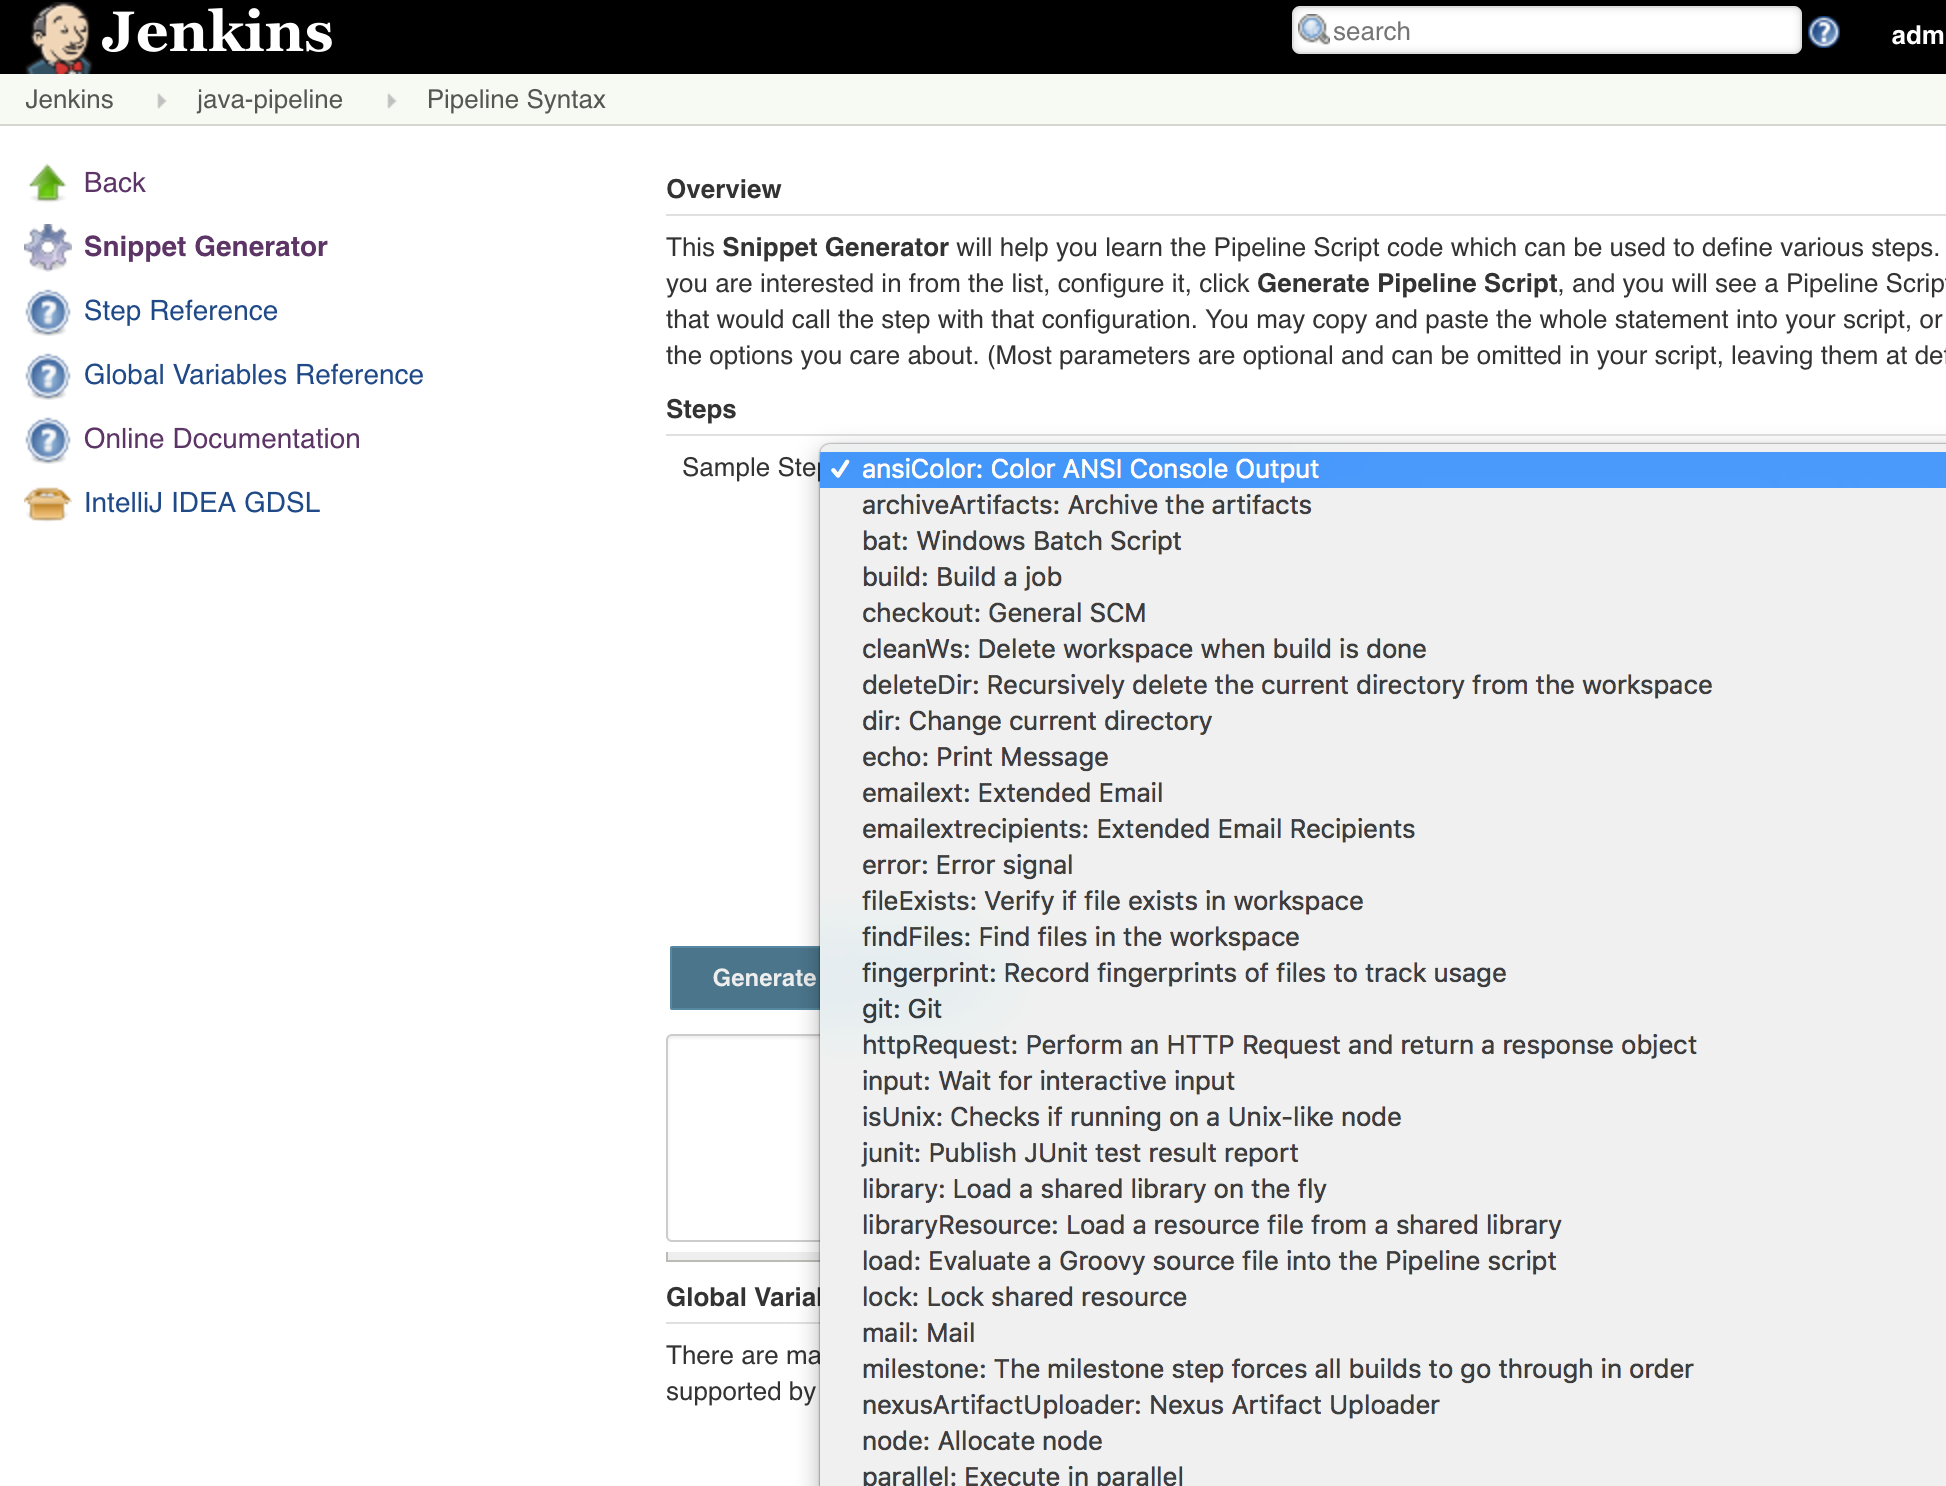 Jenkins
search
adm
Jenkins java-pipeline Pipeline Syntax
Back
Snippet Generator
Step Reference
Global Variables Reference
Online Documentation
IntelliJ IDEA GDSL
Overview
This Snippet Generator will help you learn the Pipeline Script code which can be used to define various steps.
you are interested in from the list, configure it, click Generate Pipeline Script, and you will see a Pipeline Scrip
that would call the step with that configuration. You may copy and paste the whole statement into your script, or
the options you care about. (Most parameters are optional and can be omitted in your script, leaving them at def
Steps
Sample Step
✓ ansiColor: Color ANSI Console Output
archiveArtifacts: Archive the artifacts
bat: Windows Batch Script
build: Build a job
checkout: General SCM
cleanWs: Delete workspace when build is done
deleteDir: Recursively delete the current directory from the workspace
dir: Change current directory
echo: Print Message
emailext: Extended Email
emailextrecipients: Extended Email Recipients
error: Error signal
fileExists: Verify if file exists in workspace
findFiles: Find files in the workspace
fingerprint: Record fingerprints of files to track usage
git: Git
httpRequest: Perform an HTTP Request and return a response object
input: Wait for interactive input
isUnix: Checks if running on a Unix-like node
junit: Publish JUnit test result report
library: Load a shared library on the fly
libraryResource: Load a resource file from a shared library
load: Evaluate a Groovy source file into the Pipeline script
lock: Lock shared resource
mail: Mail
milestone: The milestone step forces all builds to go through in order
nexusArtifactUploader: Nexus Artifact Uploader
node: Allocate node
parallel: Execute in parallel
Generate
Global Varia
There are ma
supported by